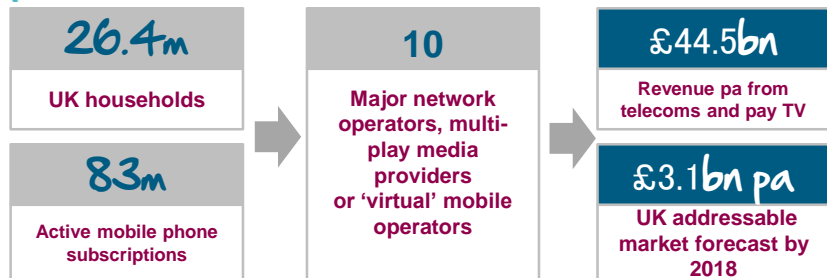 26.4m
UK households
83m
Active mobile phone
subscriptions
10
Major network
operators, multi-
play media
providers
or ‘virtual’ mobile
operators
£44.5bn
Revenue pa from
telecoms and pay TV
£3.1bn pa
UK addressable
market forecast by
2018